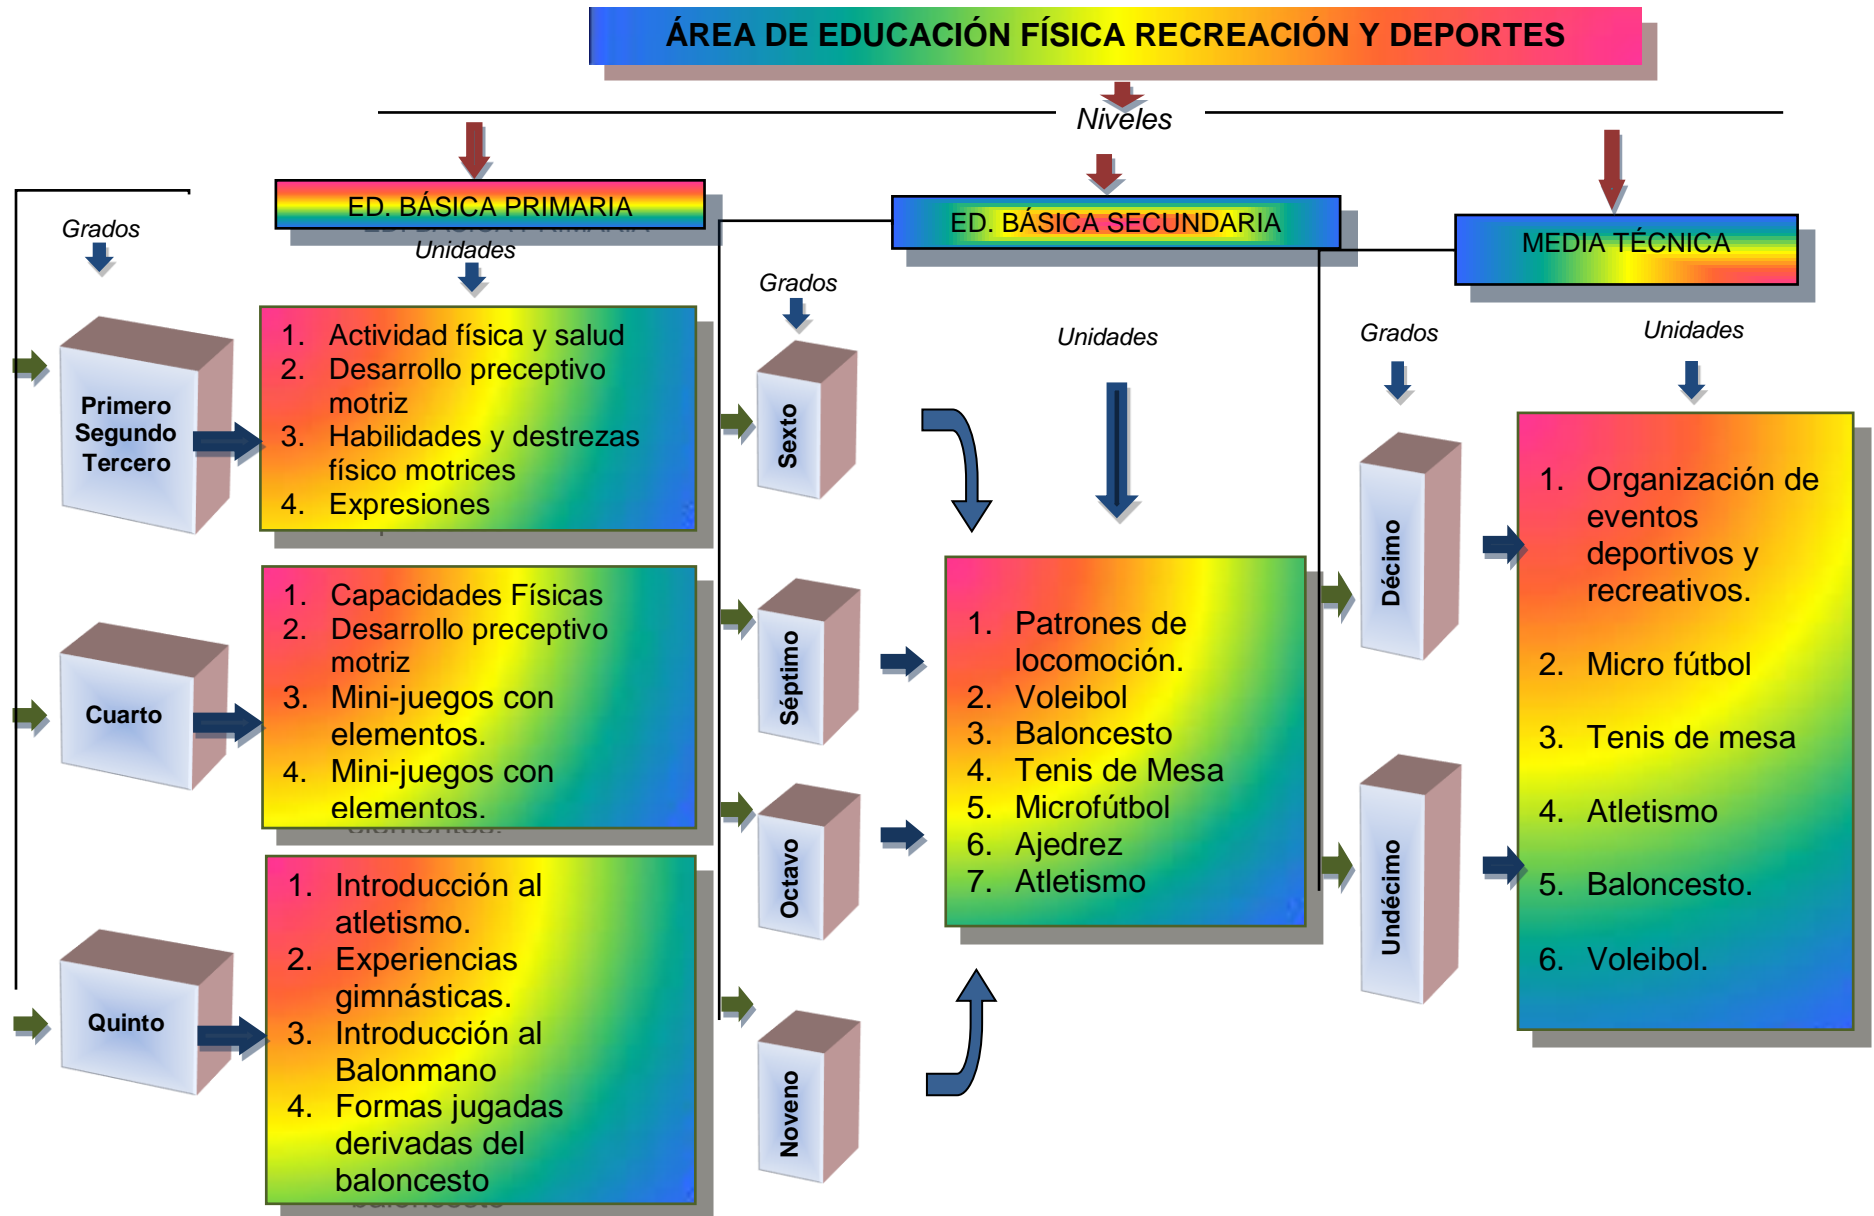 ÁREA DE EDUCACIÓN FÍSICA RECREACIÓN Y DEPORTES
Niveles
ED. BÁSICA PRIMARIA
Grados
Unidades
Primero
Segundo
Tercero
1. Actividad física y salud
2. Desarrollo preceptivo
motriz
3. Habilidades y destrezas
físico motrices
4. Expresiones
Cuarto
1. Capacidades Físicas
2. Desarrollo preceptivo
motriz
3. Mini-juegos con
elementos.
4. Mini-juegos con
elementos.
Quinto
1. Introducción al
atletismo.
2. Experiencias
gimnásticas.
3. Introducción al
Balonmano
4. Formas jugadas
derivadas del
baloncesto
ED. BÁSICA SECUNDARIA
Grados
Unidades
Sexto
Séptimo
Octavo
Noveno
1. Patrones de
locomoción.
2. Voleibol
3. Baloncesto
4. Tenis de Mesa
5. Microfútbol
6. Ajedrez
7. Atletismo
MEDIA TÉCNICA
Grados
Unidades
Décimo
Undécimo
1. Organización de
eventos
deportivos y
recreativos.
2. Micro fútbol
3. Tenis de mesa
4. Atletismo
5. Baloncesto.
6. Voleibol.